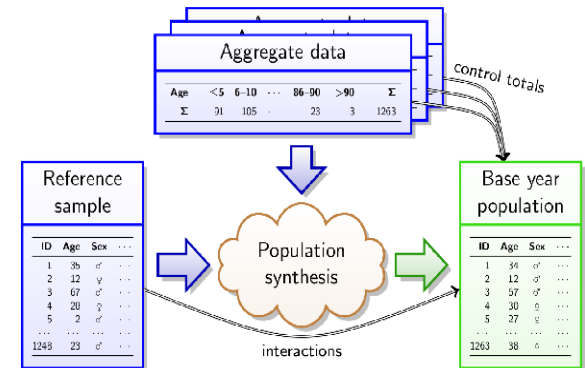 Aggregate data
Age <5 6–10 ··· 86–90 >90 Σ
Σ 91 105 · 23 3 1263
control totals
Reference
sample
ID Age Sex ···
1 35 ♂ ···
2 12 ♀ ···
3 67 ♂ ···
4 20 ♀ ···
5 2 ♂ ···
... ... ... ...
1248 23 ♂ ···
Population
synthesis
Base year
population
ID Age Sex ···
1 34 ♂ ···
2 12 ♂ ···
3 57 ♂ ···
4 30 ♀ ···
5 27 ♀ ···
... ... ... ...
1263 38 ···
interactions